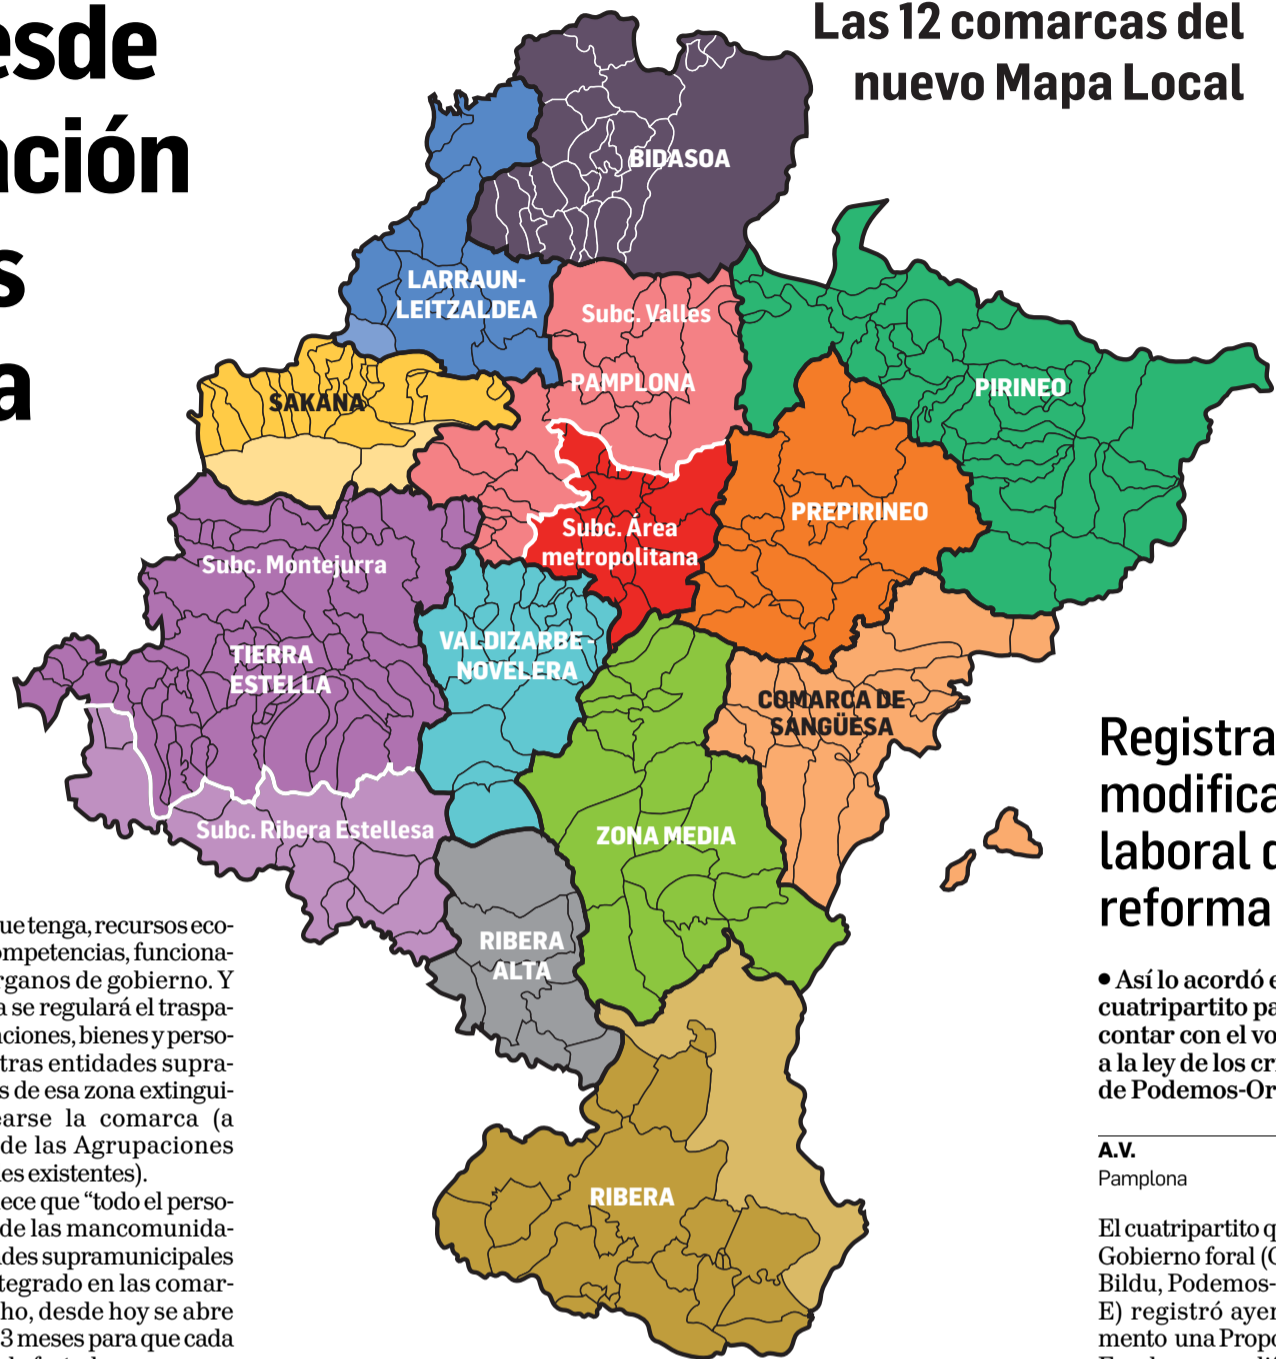 esde
ación
s
a
Las 12 comarcas del
nuevo Mapa Local
BIDASOA
LARRAUN-
LEITZALDEA
Subc. Valles
PAMPLONA
PIRINEO
SAKANA
PREPIRINEO
Subc. Área
metropolitana
Subc. Montejurra
TIERRA
ESTELLA
VALDIZARBE-
NOVELERA
COMARCA DE
SANGÜESA
Subc. Ribera Estellesa
ZONA MEDIA
RIBERA
ALTA
RIBERA
ue tenga, recursos eco-
ompetencias, funciona-
rganos de gobierno. Y
a se regulará el traspa-
ciones, bienes y perso-
tras entidades supra-
s de esa zona extingui-
earse la comarca (a
de las Agrupaciones
es existentes).
ece que “todo el perso-
de las mancomunida-
des supramunicipales
tegrado en las comar-
ho, desde hoy se abre
3 meses para que cada
Registra
modifica
laboral d
reforma
• Así lo acordó e
cuatripartito pa
contar con el vo
a la ley de los cr
de Podemos-Or
A.V.
Pamplona
El cuatripartito q
Gobierno foral (G
Bildu, Podemos-
E) registró ayer
mento una Propo